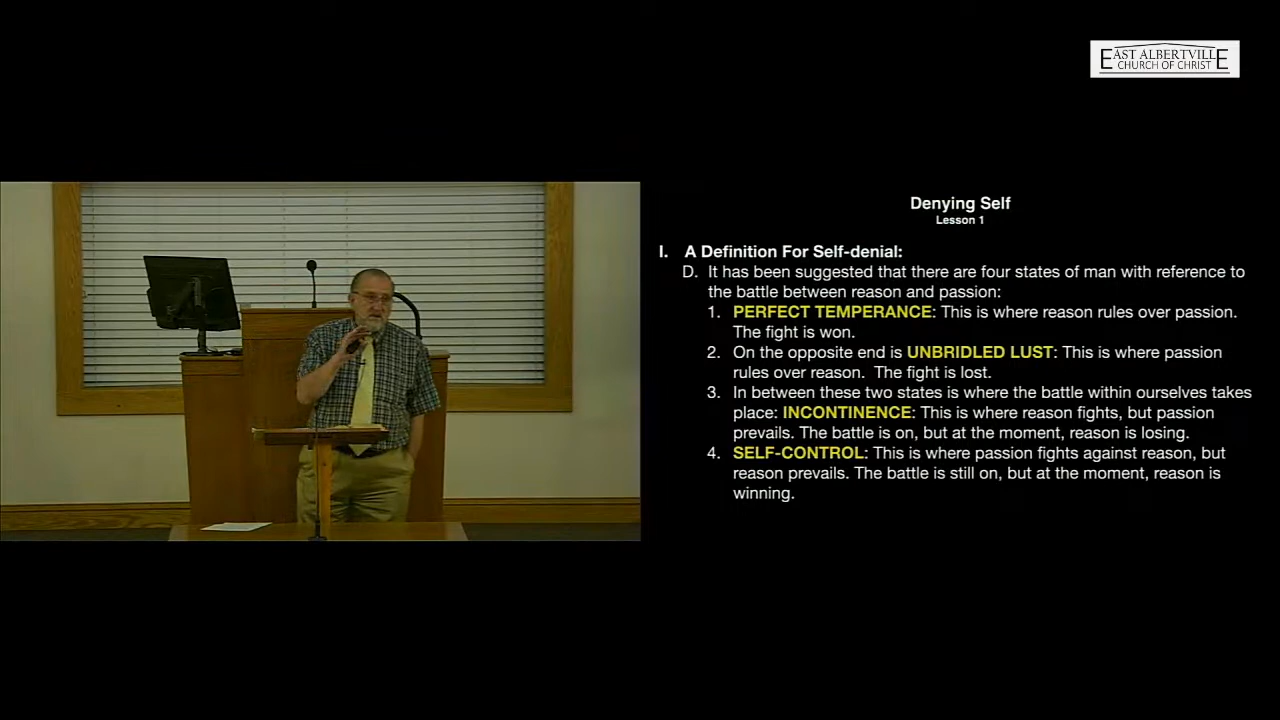 EAST ALBERTVILLE
CHURCH OF CHRIST
Denying Self
Lesson 1
I. A Definition For Self-denial:
D. It has been suggested that there are four states of man with reference to
the battle between reason and passion:
1. PERFECT TEMPERANCE: This is where reason rules over passion.
The fight is won.
2. On the opposite end is UNBRIDLED LUST: This is where passion
rules over reason.  The fight is lost.
3. In between these two states is where the battle within ourselves takes
place: INCONTINENCE: This is where reason fights, but passion
prevails. The battle is on, but at the moment, reason is losing.
4. SELF-CONTROL: This is where passion fights against reason, but
reason prevails. The battle is still on, but at the moment, reason is
winning.